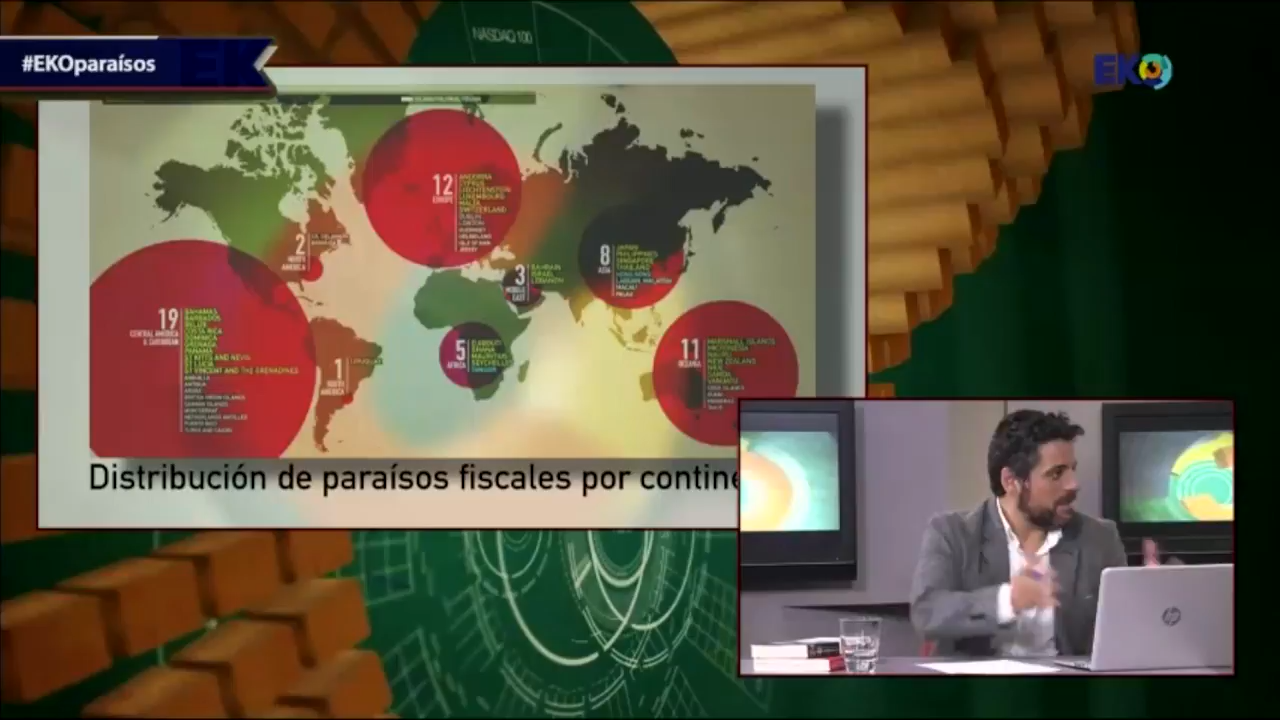 NASDAQ 100
#EKOparaísos
EKO
12
EUROPE
ANDORRA
CYPRUS
LIECHTENSTEIN
LUXEMBOURG
MALTA
SWITZERLAND
DUBLIN
LONDON
GUERNSEY
ISLE OF MAN
JERSEY
2
NORTH
AMERICA
3
MIDDLE
EAST
BAHRAIN
ISRAEL
LEBANON
8
ASIA
JAPAN
PHILIPPINES
SINGAPORE
THAILAND
HONG KONG
LABUAN, MALAYSIA
MACAU
19
CENTRAL AMERICA
& CARIBBEAN
BAHAMAS
BARBADOS
BELIZE
COSTA RICA
DOMINICA
GRENADA
PANAMA
ST KITTS AND NEVIS
ST LUCIA
ST VINCENT AND THE GRENADINES
ANGUILLA
ANTIGUA
BRITISH VIRGIN ISLANDS
CAYMAN ISLANDS
MONTSERRAT
NETHERLANDS ANTILLES
PUERTO RICO
TURKS AND CAICOS
1
SOUTH
AMERICA
URUGUAY
5
AFRICA
DJIBOUTI
GHANA
MAURITIUS
SEYCHELLES
11
OCEANIA
MARSHALL ISLANDS
MICRONESIA
NAURU
NEW ZEALAND
NIUE
SAMOA
VANUATU
COOK ISLANDS
Distribución de paraísos fiscales por contine
hp